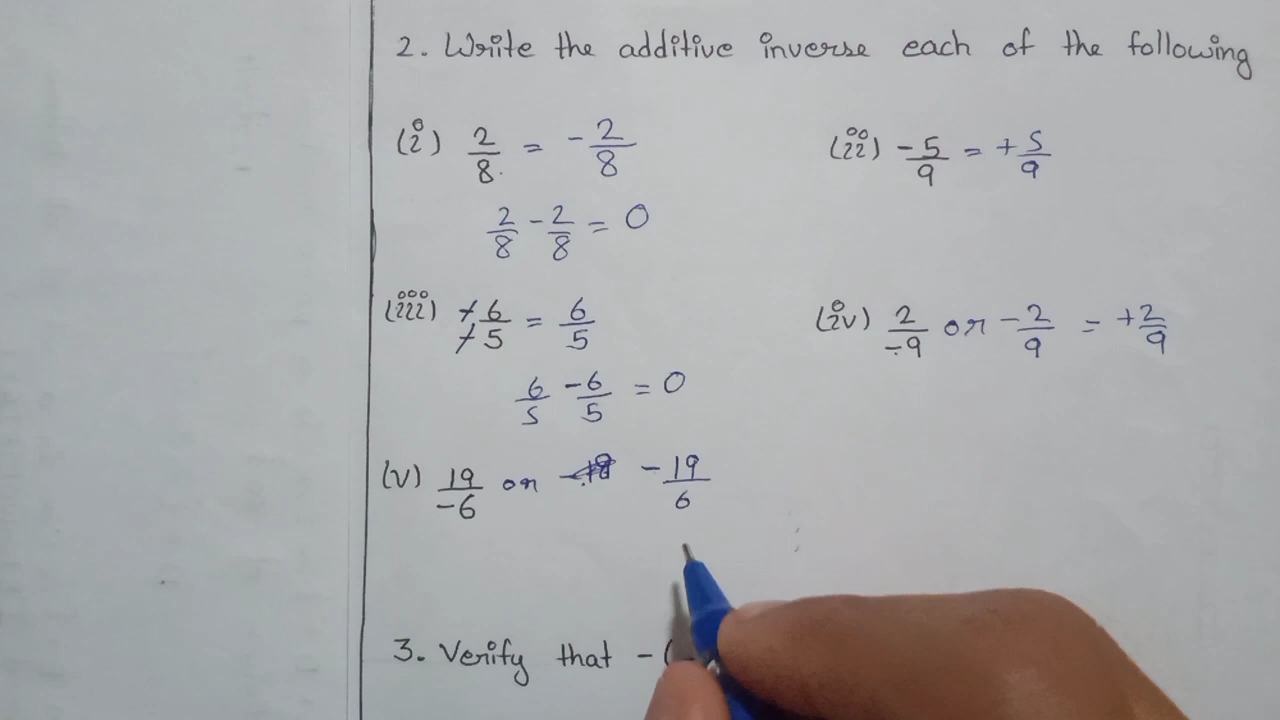 2. Write the additive inverse each of the following
(i) 2/8 = -2/8 (ii) -5/9 = +5/9
2/8 - 2/8 = 0
(iii) -6/-5 = 6/5 (iv) 2/-9 or -2/9 = +2/9
6/5 -6/5 = 0
(v) 19/-6 or -19/6
3. Verify that - (